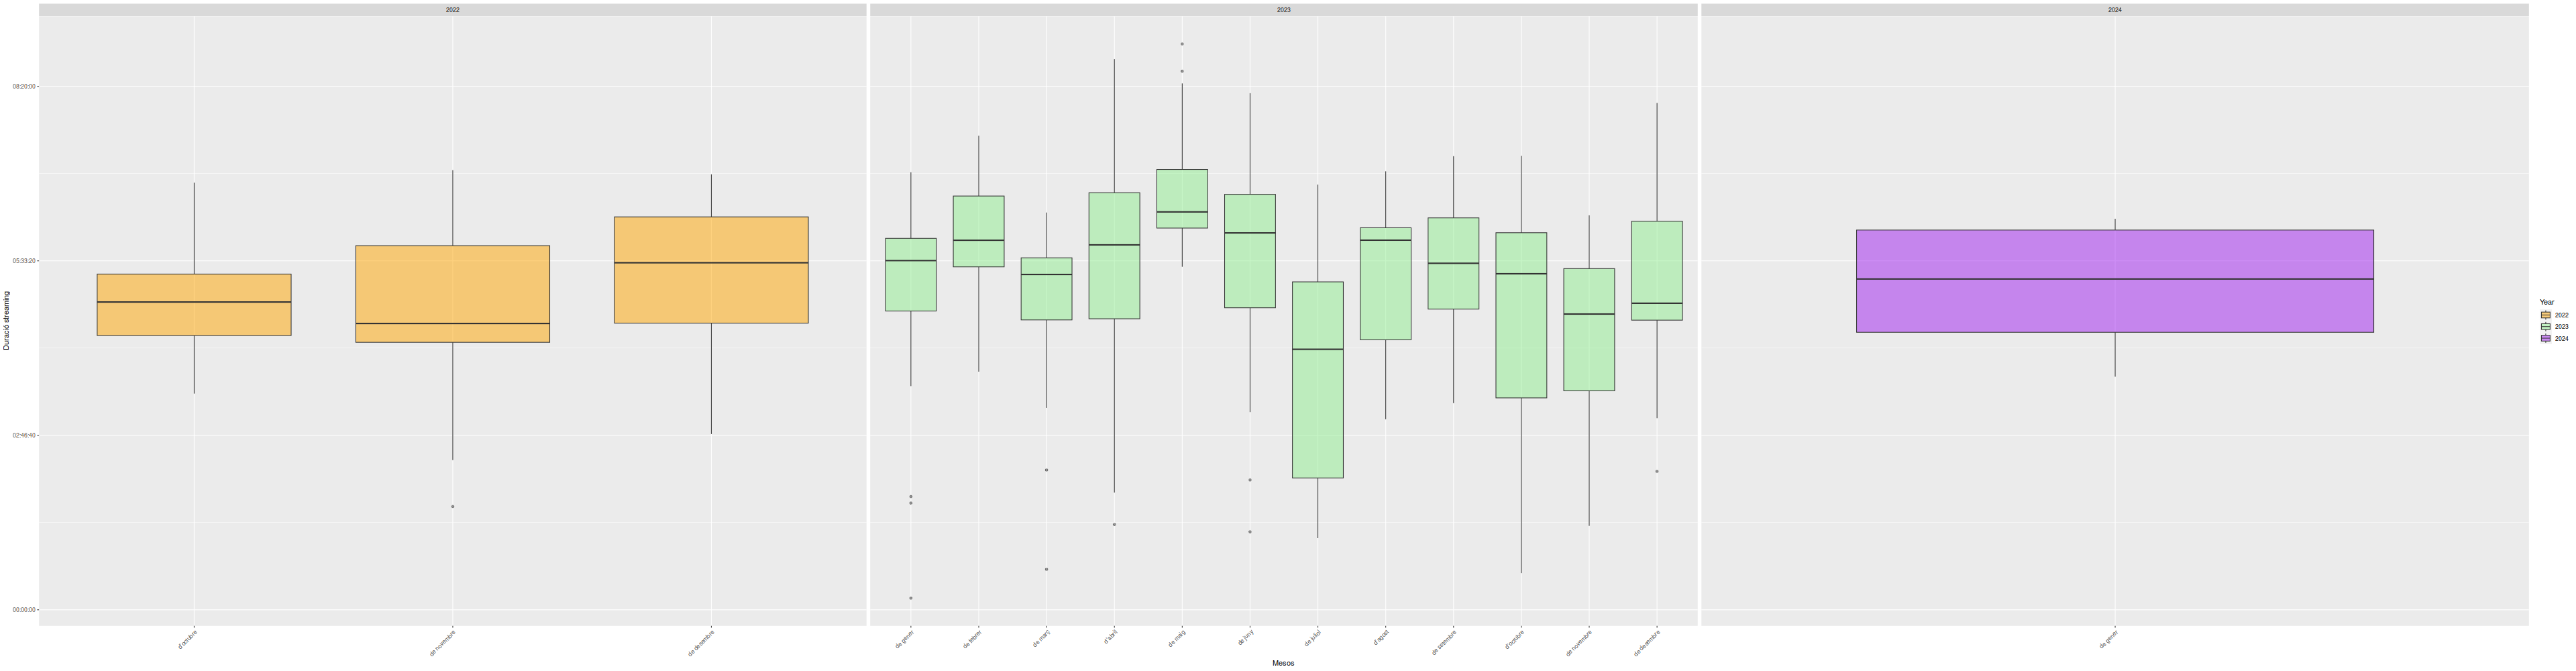 2022
2023
2024
08:20:00
05:33:20
02:46:40
00:00:00
Duració streaming
d'octubre
de novembre
de desembre
de gener
de febrer
de març
d'abril
de maig
de juny
de juliol
d'agost
de setembre
d'octubre
de novembre
de desembre
de gener
Mesos
Year
2022
2023
2024